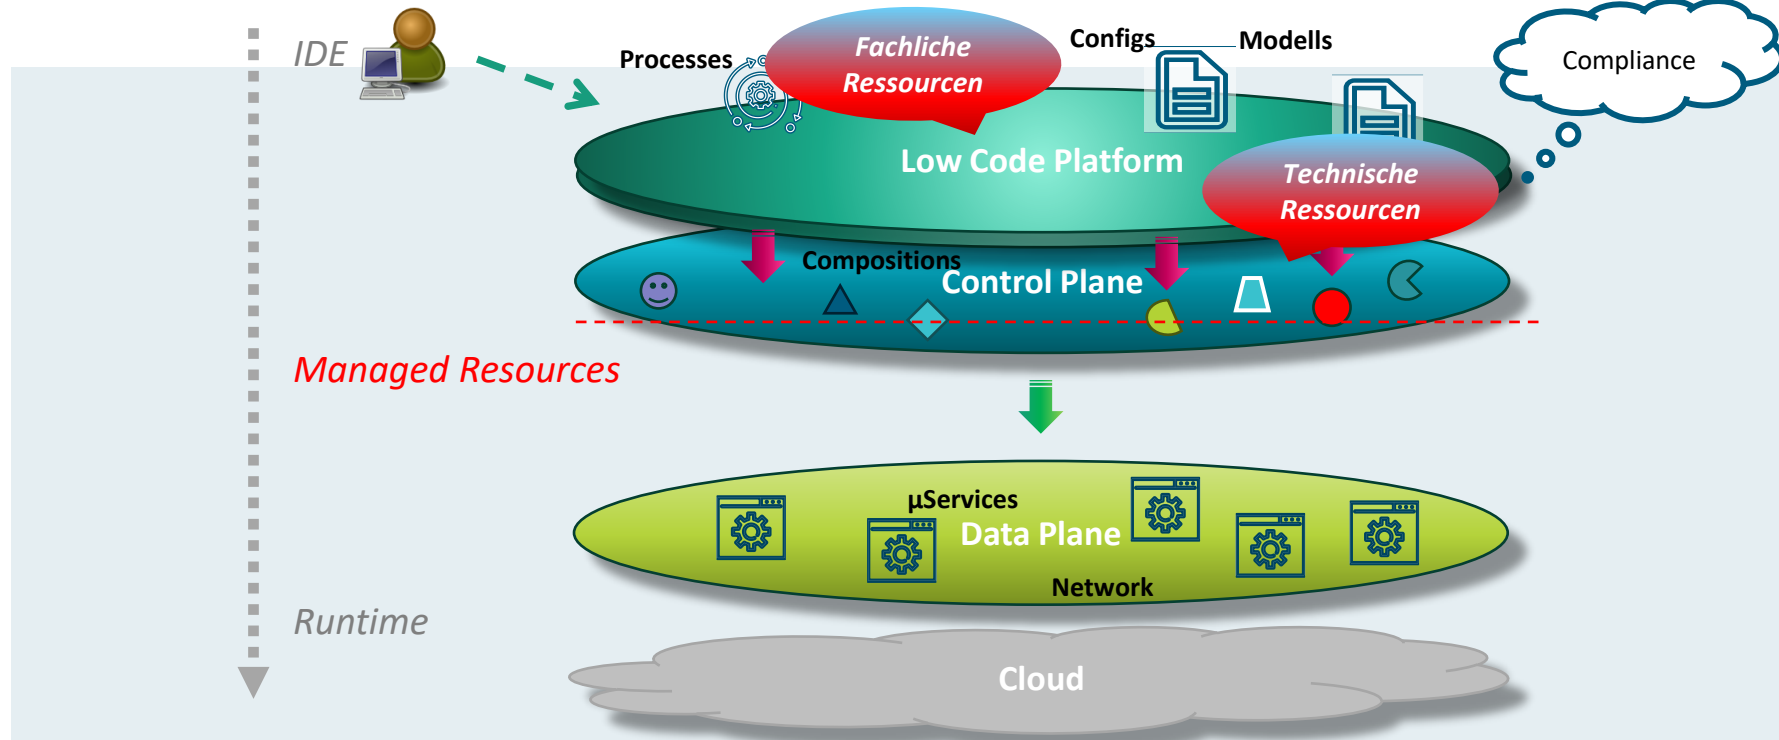 IDE
Processes
Fachliche
Ressourcen
Configs
Modells
Compliance
Low Code Platform
Technische
Ressourcen
Compositions
Control Plane
Managed Resources
µServices
Data Plane
Network
Runtime
Cloud